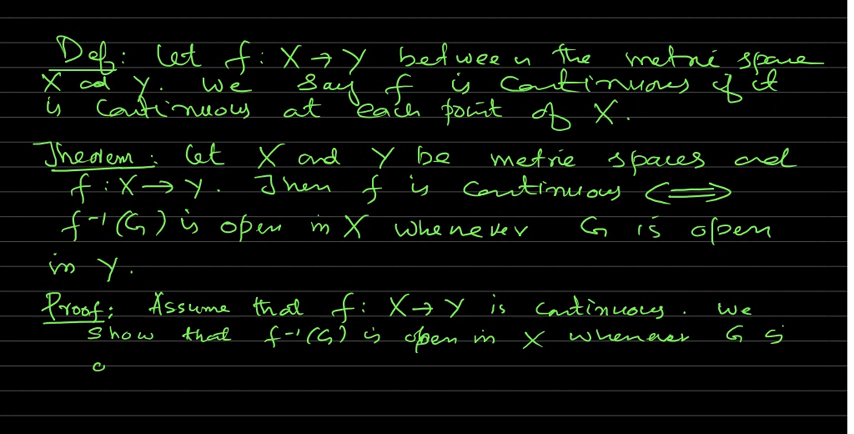 Def: Let f: X → Y between the metric space
X ad Y. We say f is continuous if it
is continuous at each point of X.
Theorem: Let X and Y be metric spaces and
f: X → Y. Then f is continuous ⟺
f⁻¹(G) is open in X whenever G is open
in Y.
Proof: Assume that f: X → Y is continuous. We
show that f⁻¹(G) is open in X whenever G is
o